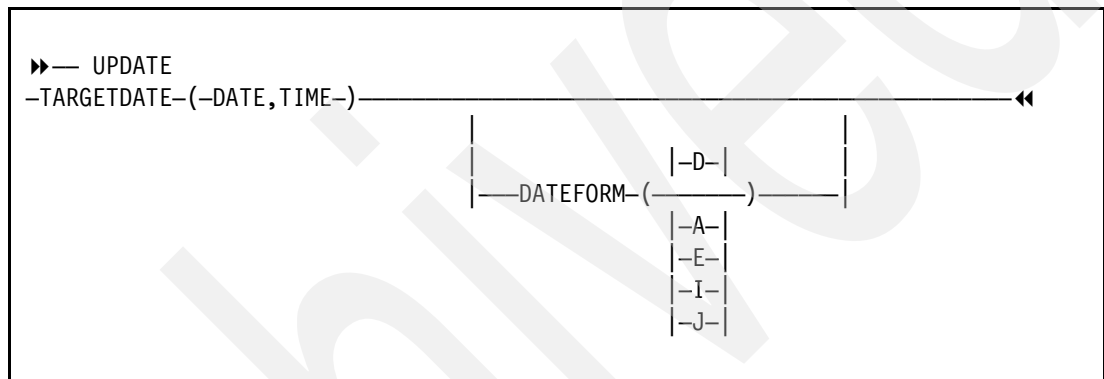 ►►—— UPDATE
—TARGETDATE—(—DATE,TIME—)————————————————————————————————————◄◄
|—D—|
|———DATEFORM—(———————)——————|
|—A—|
|—E—|
|—I—|
|—J—|